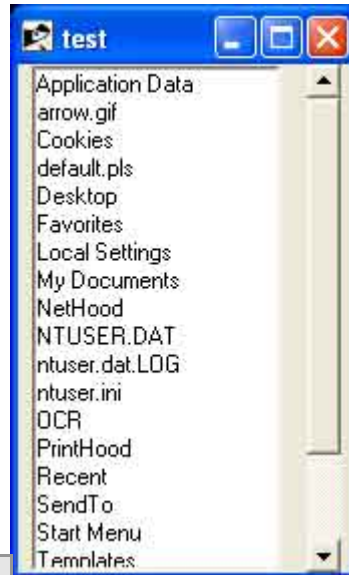 test
Application Data
arrow.gif
Cookies
default.pls
Desktop
Favorites
Local Settings
My Documents
NetHood
NTUSER.DAT
ntuser.dat.LOG
ntuser.ini
OCR
PrintHood
Recent
SendTo
Start Menu
Templates